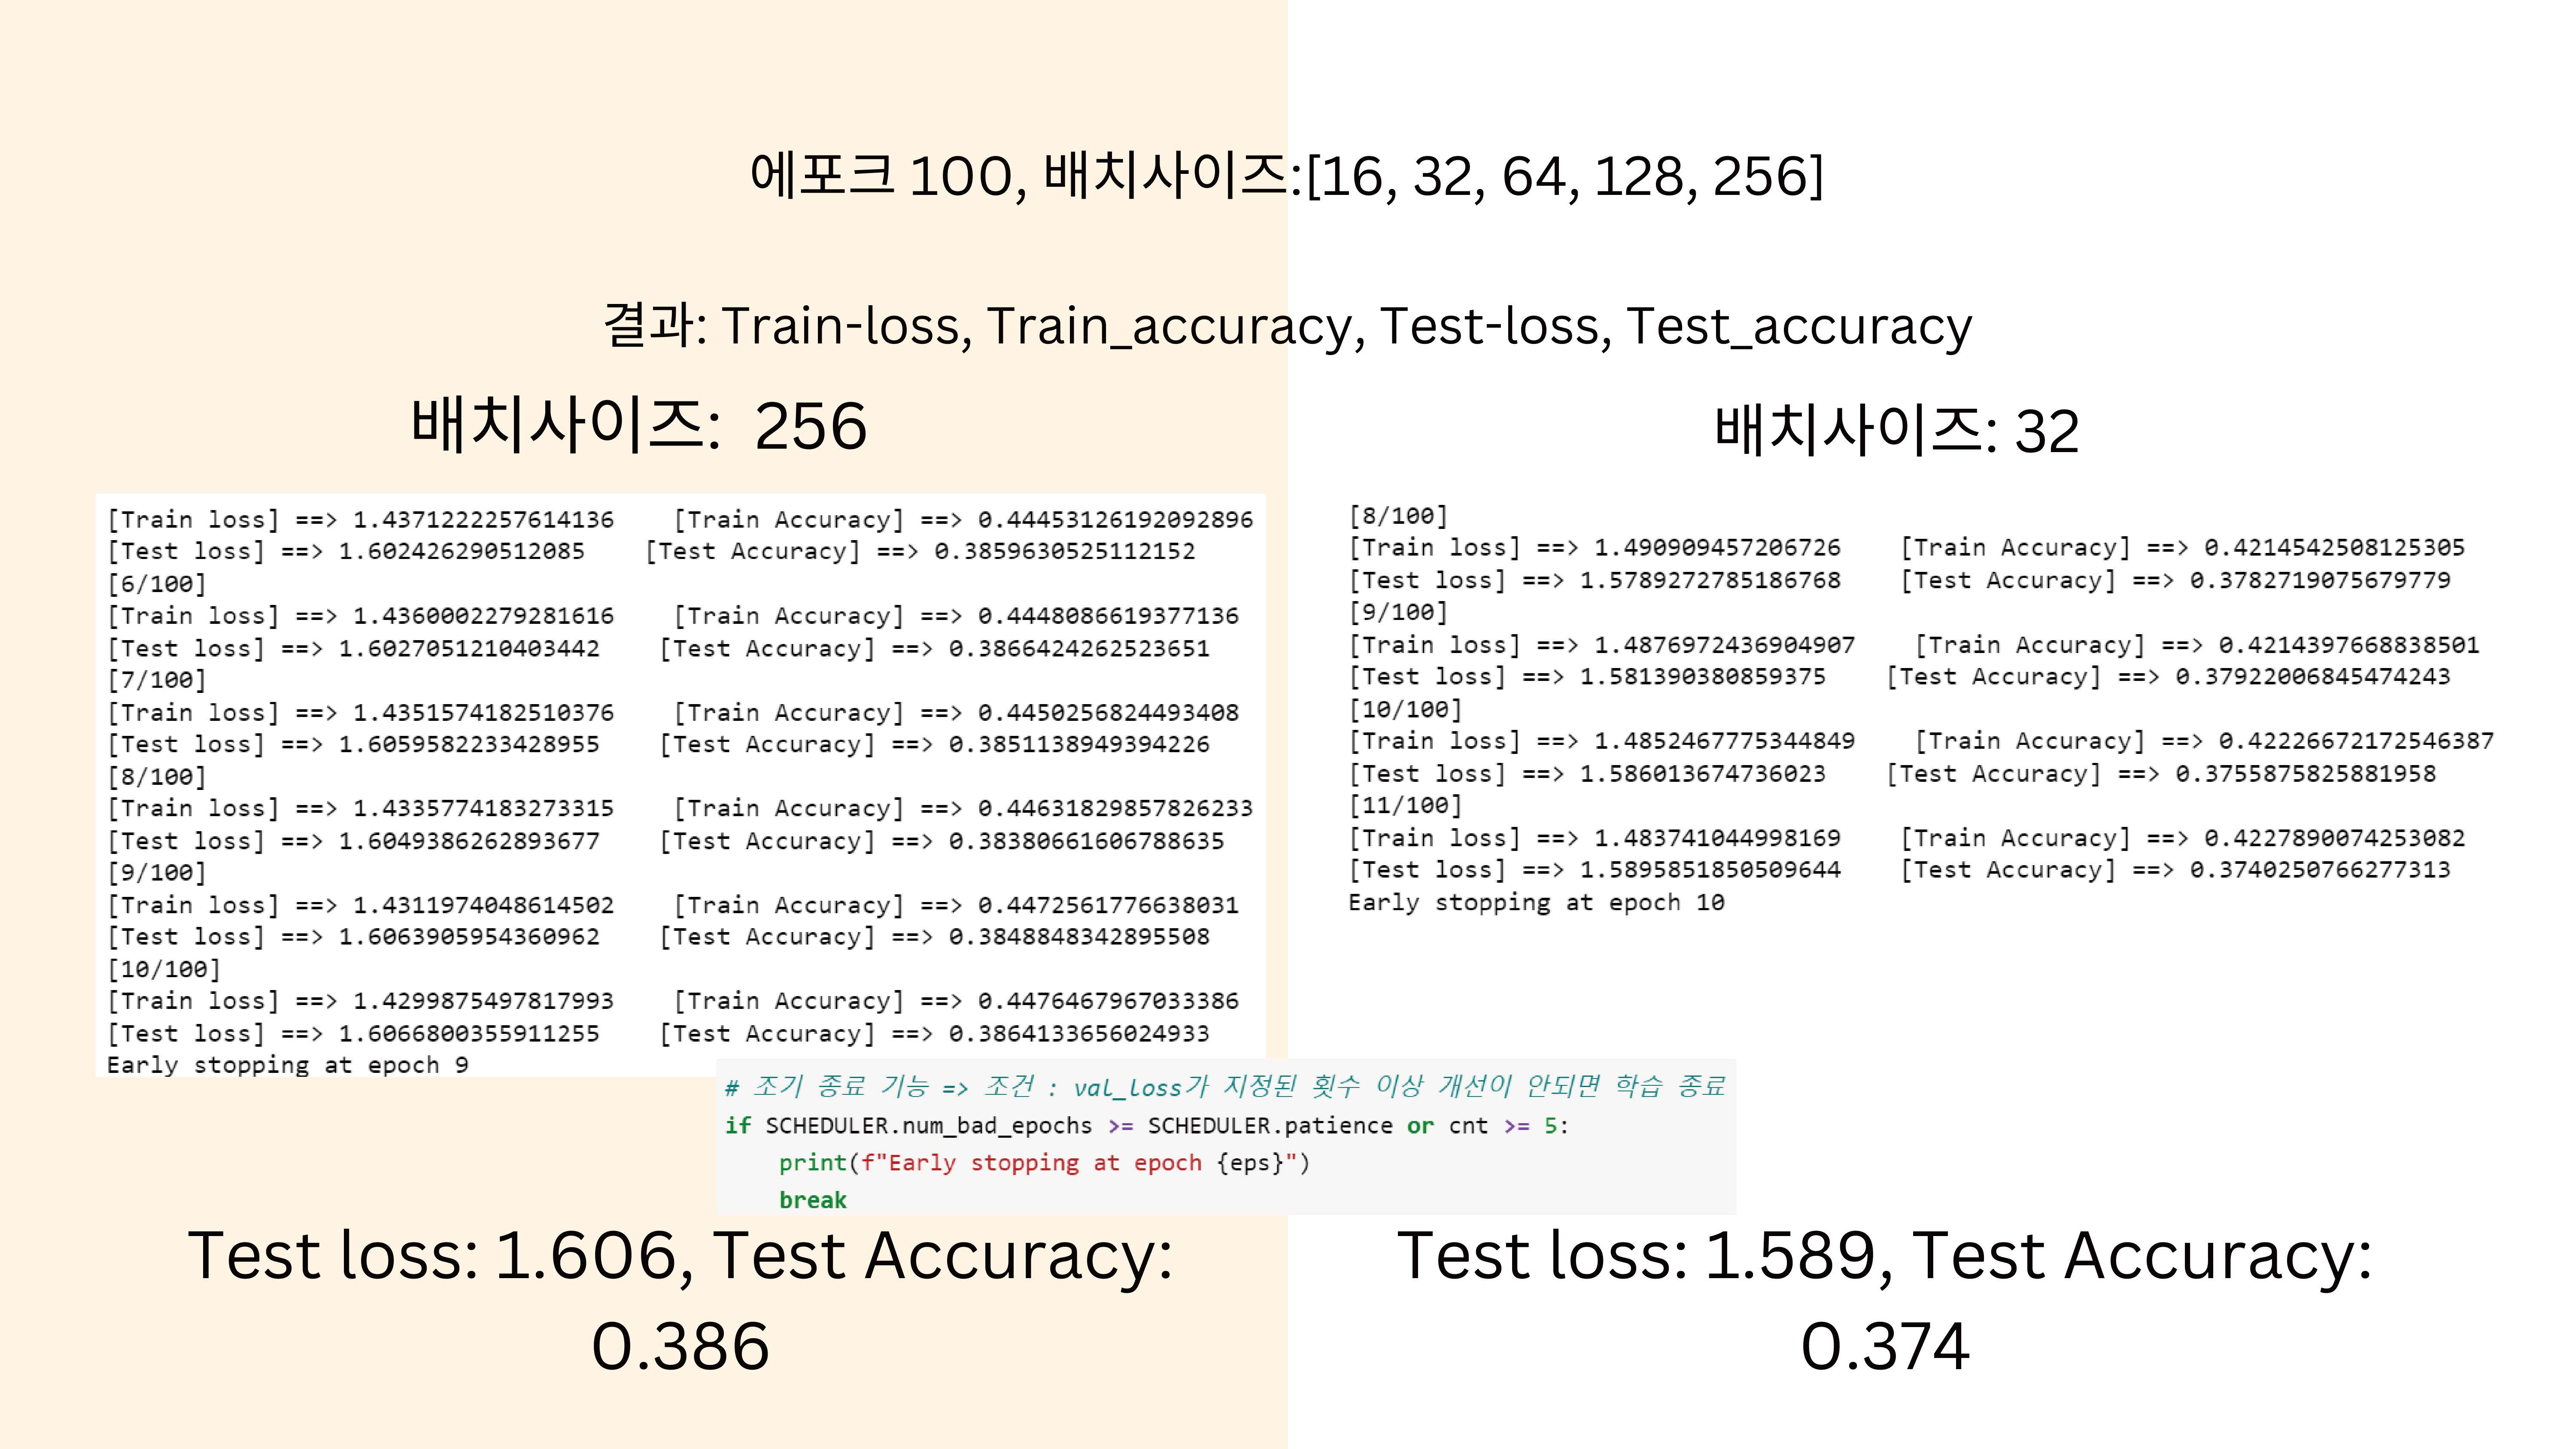 에포크 100, 배치사이즈:[16, 32, 64, 128, 256]
결과: Train-loss, Train_accuracy, Test-loss, Test_accuracy
배치사이즈: 256
[Train loss] ==> 1.4371222257614136 [Train Accuracy] ==> 0.44453126192092896
[Test loss] ==> 1.602426290512085 [Test Accuracy] ==> 0.3859630525112152
[6/100]
[Train loss] ==> 1.4360002279281616 [Train Accuracy] ==> 0.4448086619377136
[Test loss] ==> 1.6027051210403442 [Test Accuracy] ==> 0.3866424262523651
[7/100]
[Train loss] ==> 1.4351574182510376 [Train Accuracy] ==> 0.4450256824493408
[Test loss] ==> 1.6059582233428955 [Test Accuracy] ==> 0.3851138949394226
[8/100]
[Train loss] ==> 1.4335774183273315 [Train Accuracy] ==> 0.44631829857826233
[Test loss] ==> 1.6049386262893677 [Test Accuracy] ==> 0.38380661606788635
[9/100]
[Train loss] ==> 1.4311974048614502 [Train Accuracy] ==> 0.4472561776638031
[Test loss] ==> 1.6063905954360962 [Test Accuracy] ==> 0.3848848342895508
[10/100]
[Train loss] ==> 1.4299875497817993 [Train Accuracy] ==> 0.4476467967033386
[Test loss] ==> 1.6066800355911255 [Test Accuracy] ==> 0.3864133656024933
Early stopping at epoch 9
배치사이즈: 32
[8/100]
[Train loss] ==> 1.490909457206726 [Train Accuracy] ==> 0.4214542508125305
[Test loss] ==> 1.5789272785186768 [Test Accuracy] ==> 0.3782719075679779
[9/100]
[Train loss] ==> 1.4876972436904907 [Train Accuracy] ==> 0.4214397668838501
[Test loss] ==> 1.581390380859375 [Test Accuracy] ==> 0.37922006845474243
[10/100]
[Train loss] ==> 1.4852467775344849 [Train Accuracy] ==> 0.42226672172546387
[Test loss] ==> 1.586013674736023 [Test Accuracy] ==> 0.3755875825881958
[11/100]
[Train loss] ==> 1.483741044998169 [Train Accuracy] ==> 0.4227890074253082
[Test loss] ==> 1.5895851850509644 [Test Accuracy] ==> 0.3740250766277313
Early stopping at epoch 10
# 조기 종료 기능 => 조건 : val_loss가 지정된 횟수 이상 개선이 안되면 학습 종료
if SCHEDULER.num_bad_epochs >= SCHEDULER.patience or cnt >= 5:
print(f"Early stopping at epoch {eps}")
break
Test loss: 1.606, Test Accuracy:
0.386
Test loss: 1.589, Test Accuracy:
0.374